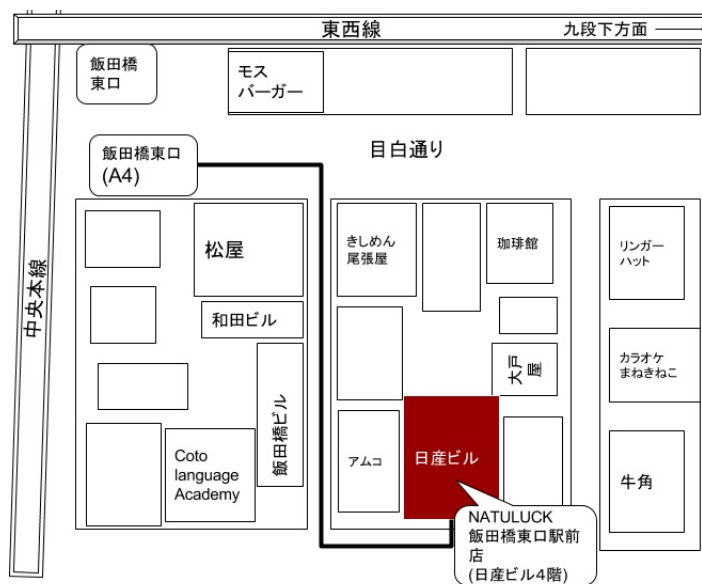 東西線
九段下方面
飯田橋
東口
モス
バーガー
飯田橋東口
(A4)
目白通り
中央本線
松屋
きしめん
尾張屋
珈琲館
リンガー
ハット
和田ビル
大戸屋
カラオケ
まねきねこ
飯田橋ビル
Coto
language
Academy
アムコ
日産ビル
牛角
NATULUCK
飯田橋東口駅前
店
(日産ビル4階)